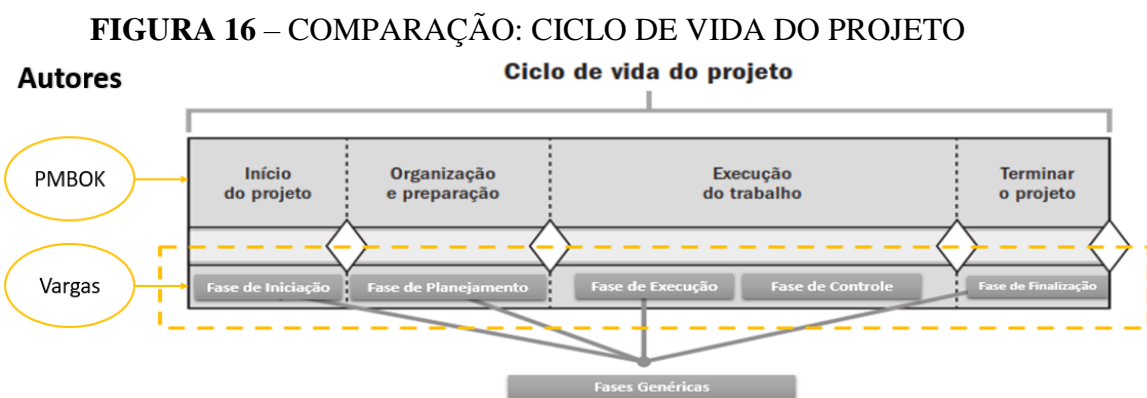 FIGURA 16 – COMPARAÇÃO: CICLO DE VIDA DO PROJETO
Autores
Ciclo de vida do projeto
PMBOK
Início
do projeto
Organização
e preparação
Execução
do trabalho
Terminar
o projeto
Vargas
Fase de Iniciação
Fase de Planejamento
Fase de Execução
Fase de Controle
Fase de Finalização
Fases Genéricas